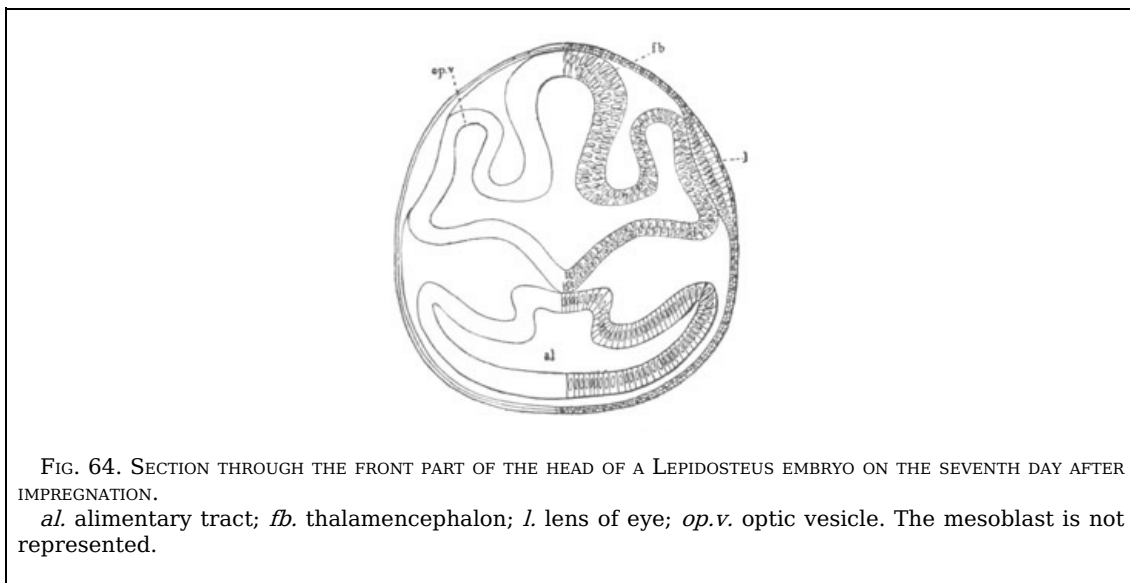 fb
op.v
l
al
FIG. 64. SECTION THROUGH THE FRONT PART OF THE HEAD OF A LEPIDOSTEUS EMBRYO ON THE SEVENTH DAY AFTER
IMPREGNATION.
al. alimentary tract; fb. thalamencephalon; l. lens of eye; op.v. optic vesicle. The mesoblast is not
represented.